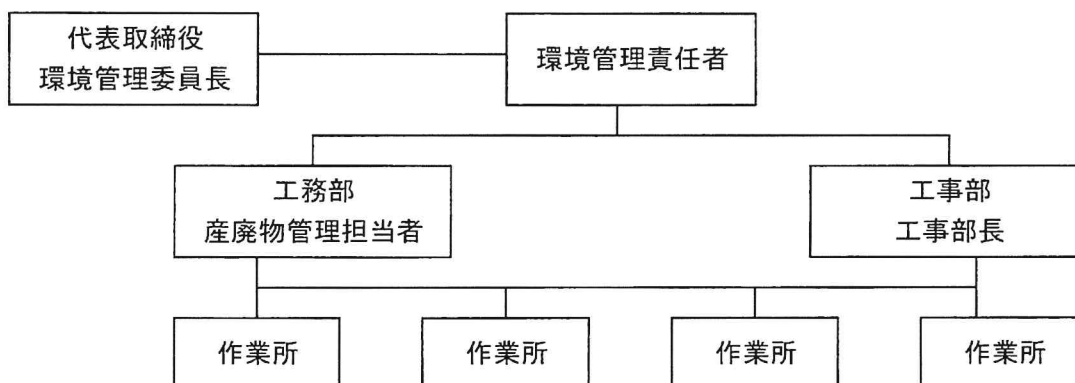 代表取締役
環境管理委員長
環境管理責任者
工務部
産廃物管理担当者
工事部
工事部長
作業所
作業所
作業所
作業所